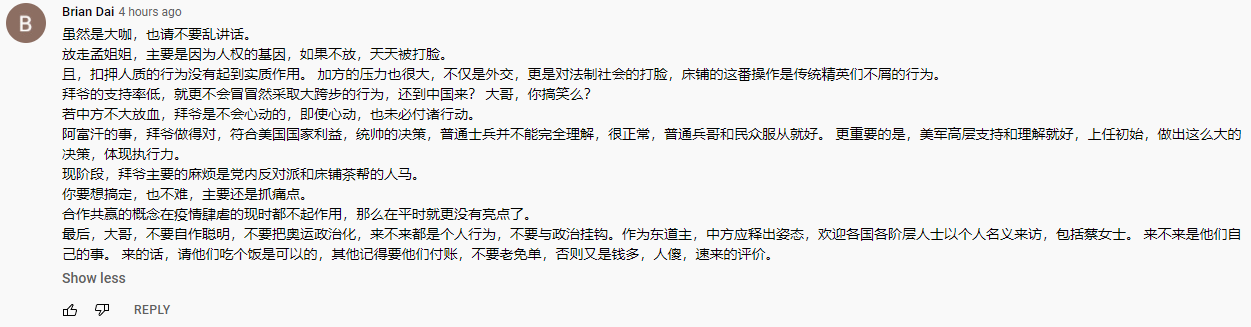 B
Brian Dai 4 hours ago
虽然是大咖，也请不要乱讲话。
放走孟姐姐，主要是因为人权的基因，如果不放，天天被打脸。
且，扣押人质的行为没有起到实质作用。 加方的压力也很大，不仅是外交，更是对法制社会的打脸，床铺的这番操作是传统精英们不屑的行为。
拜爷的支持率低，就更不会冒冒然采取大跨步的行为，还到中国来？ 大哥，你搞笑么？
若中方不大放血，拜爷是不会心动的，即使心动，也未必付诸行动。
阿富汗的事，拜爷做得对，符合美国国家利益，统帅的决策，普通士兵并不能完全理解，很正常，普通兵哥和民众服从就好。 更重要的是，美军高层支持和理解就好，上任初始，做出这么大的
决策，体现执行力。
现阶段，拜爷主要的麻烦是党内反对派和床铺茶帮的人马。
你要想搞定，也不难，主要还是抓痛点。
合作共赢的概念在疫情肆虐的现时都不起作用，那么在平时就更没有亮点了。
最后，大哥，不要自作聪明，不要把奥运政治化，来不来都是个人行为，不要与政治挂钩。作为东道主，中方应释出姿态，欢迎各国各阶层人士以个人名义来访，包括蔡女士。 来不来是他们自
己的事。 来的话，请他们吃个饭是可以的，其他记得要他们付账，不要老免单，否则又是钱多，人傻，速来的评价。
Show less
REPLY